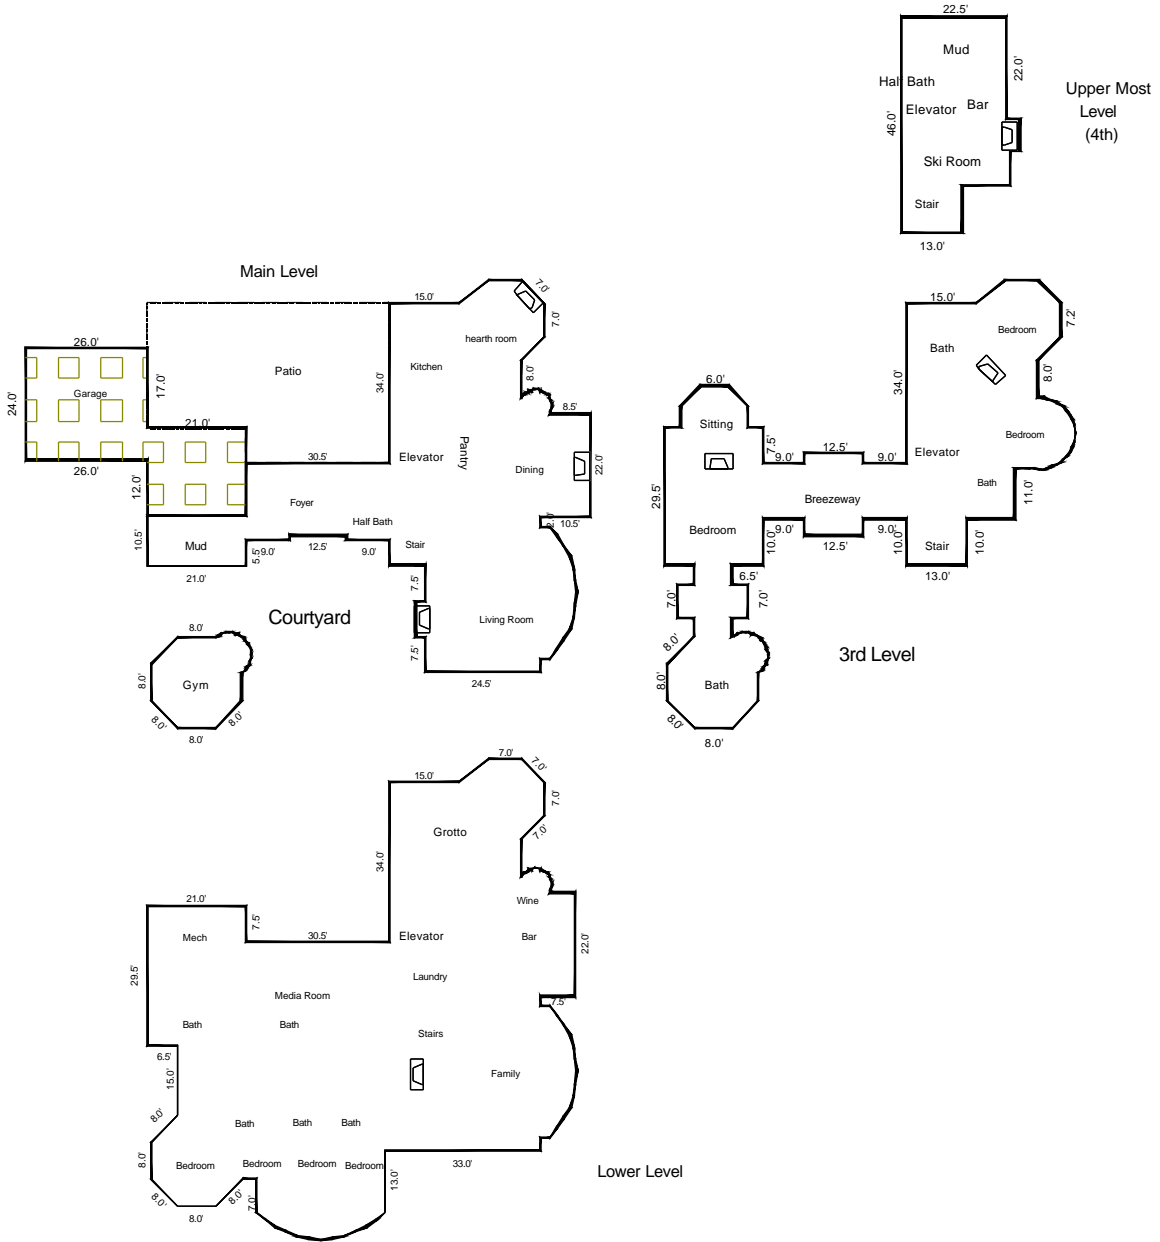 22.5'
Mud
22.0'
Half Bath
Upper Most
Level
(4th)
46.0'
Elevator
Bar
Ski Room
Stair
13.0'
Main Level
15.0'
7.0'
7.0'
hearth room
26.0'
Patio
Kitchen
34.0'
8.0'
17.0'
24.0'
Garage
8.5'
21.0'
Pantry
Elevator
30.5'
Dining
22.0'
26.0'
12.0'
Foyer
Half Bath
2.0'
10.5'
10.5'
Mud
5.5'
9.0'
12.5'
9.0'
Stair
21.0'
7.5'
Courtyard
Living Room
7.5'
24.5'
8.0'
8.0'
Gym
8.0'
8.0'
8.0'
15.0'
7.2'
Bedroom
Bath
34.0'
8.0'
6.0'
Sitting
7.5'
12.5'
9.0'
9.0'
Bedroom
Elevator
29.5'
Bath
11.0'
Breezeway
Bedroom
9.0'
9.0'
10.0'
12.5'
10.0'
Stair
10.0'
13.0'
6.5'
7.0'
7.0'
3rd Level
8.0'
8.0'
Bath
8.0'
8.0'
7.0'
7.0'
15.0'
7.0'
Grotto
7.0'
34.0'
21.0'
Wine
7.5'
30.5'
Mech
Elevator
Bar
22.0'
29.5'
Laundry
Media Room
7.5'
Bath
Bath
Stairs
6.5'
15.0'
Family
8.0'
Bath
Bath
Bath
8.0'
Bedroom
Bedroom
Bedroom
Bedroom
33.0'
13.0'
Lower Level
8.0'
8.0'
7.0'
8.0'